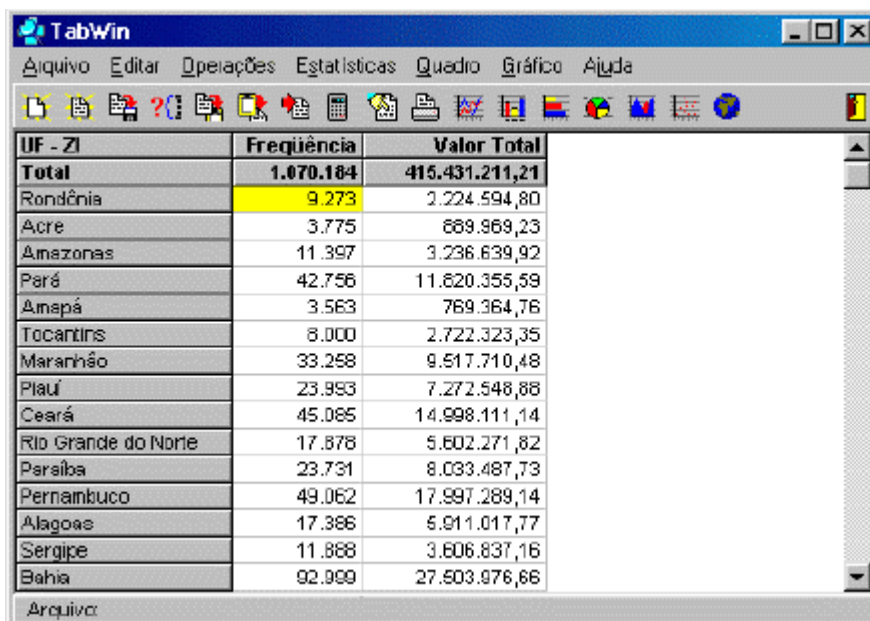 TabWin
Arquivo Editar Operações Estatísticas Quadro Gráfico Ajuda
UF - ZI Freqüência Valor Total
Total 1.070.184 415.431.211,21
Rondônia 9.273 2.224.594,80
Acre 3.775 889.969,23
Amazonas 11.397 3.236.639,92
Pará 42.756 11.820.355,59
Amapá 3.563 769.364,76
Tocantins 8.000 2.722.323,35
Maranhão 33.258 9.517.710,48
Piauí 23.993 7.272.548,88
Ceará 45.085 14.998.111,14
Rio Grande do Norte 17.878 5.602.271,82
Paraíba 23.731 8.033.487,73
Pernambuco 49.062 17.997.289,14
Alagoas 17.386 5.911.017,77
Sergipe 11.888 3.606.837,16
Bahia 92.999 27.503.976,66
Arquivo: